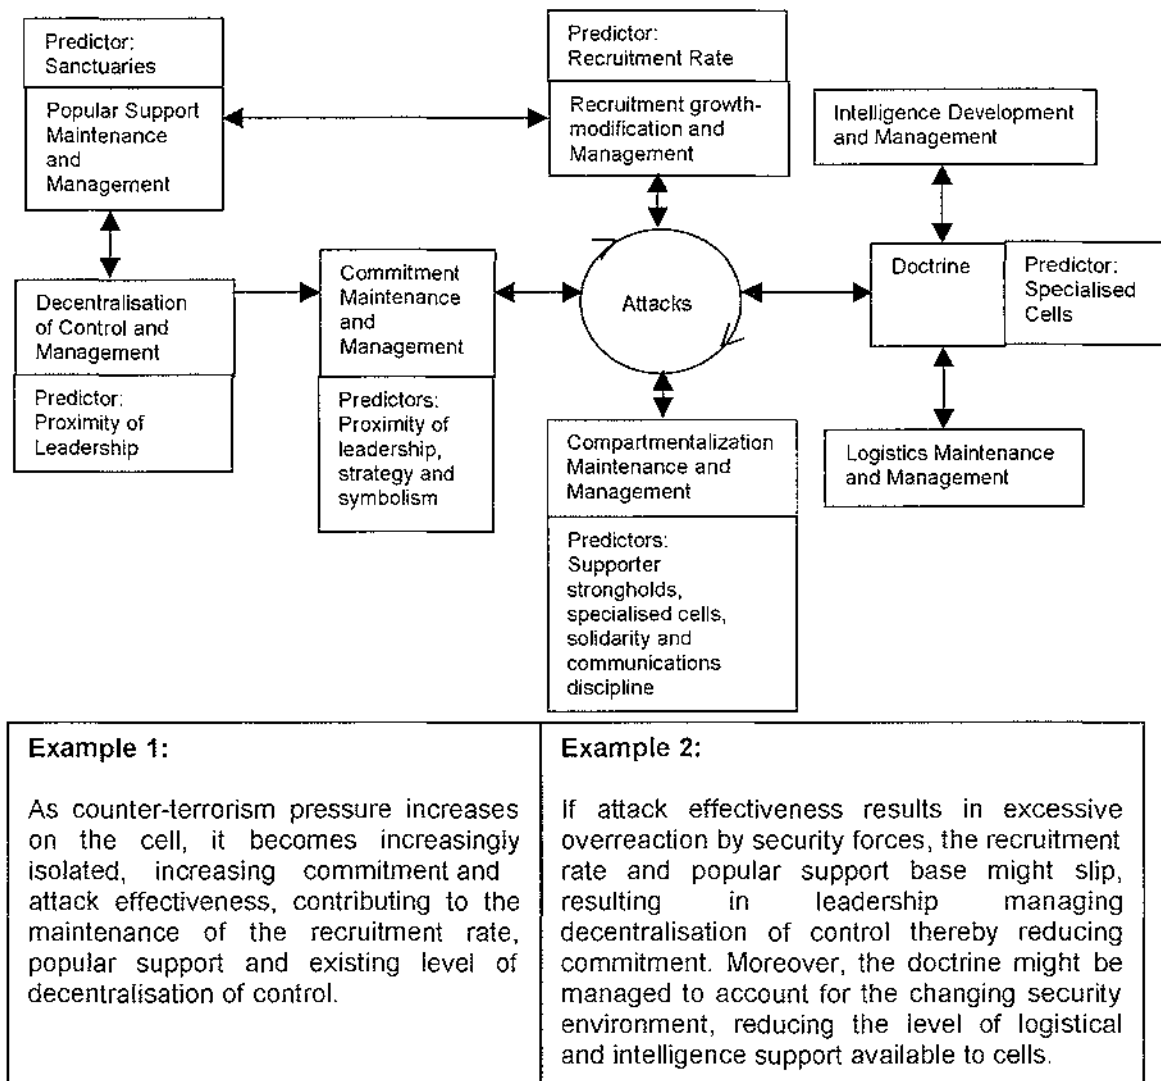 Predictor:
Sanctuaries
Popular Support
Maintenance
and
Management
Predictor:
Recruitment Rate
Recruitment growth-
modification and
Management
Intelligence Development
and Management
Decentralisation
of Control and
Management
Predictor:
Proximity of
Leadership
Commitment
Maintenance
and
Management
Predictors:
Proximity of
leadership,
strategy and
symbolism
Attacks
Doctrine
Predictor:
Specialised
Cells
Compartmentalization
Maintenance and
Management
Predictors:
Supporter
strongholds,
specialised cells,
solidarity and
communications
discipline
Logistics Maintenance
and Management
Example 1:
As counter-terrorism pressure increases
on the cell, it becomes increasingly
isolated, increasing commitment and
attack effectiveness, contributing to the
maintenance of the recruitment rate,
popular support and existing level of
decentralisation of control.
Example 2:
If attack effectiveness results in excessive
overreaction by security forces, the recruitment
rate and popular support base might slip,
resulting in leadership managing
decentralisation of control thereby reducing
commitment. Moreover, the doctrine might be
managed to account for the changing security
environment, reducing the level of logistical
and intelligence support available to cells.